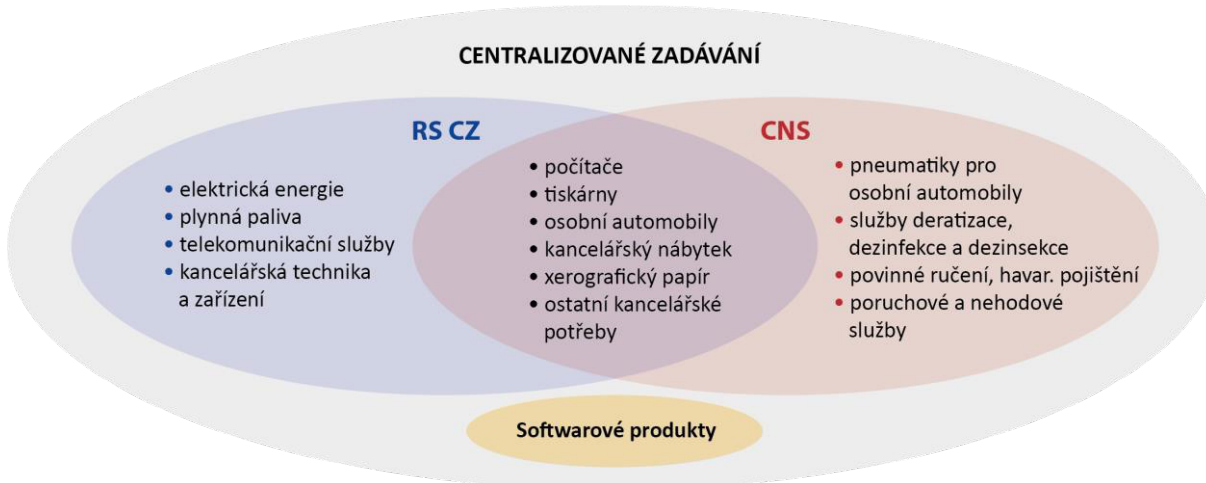 CENTRALIZOVANÉ ZADÁVÁNÍ
RS CZ
• elektrická energie
• plynná paliva
• telekomunikační služby
• kancelářská technika
a zařízení
• počítače
• tiskárny
• osobní automobily
• kancelářský nábytek
• xerografický papír
• ostatní kancelářské
potřeby
CNS
• pneumatiky pro
osobní automobily
• služby deratizace,
dezinfekce a dezinsekce
• povinné ručení, havar. pojištění
• poruchové a nehodové
služby
Softwarové produkty